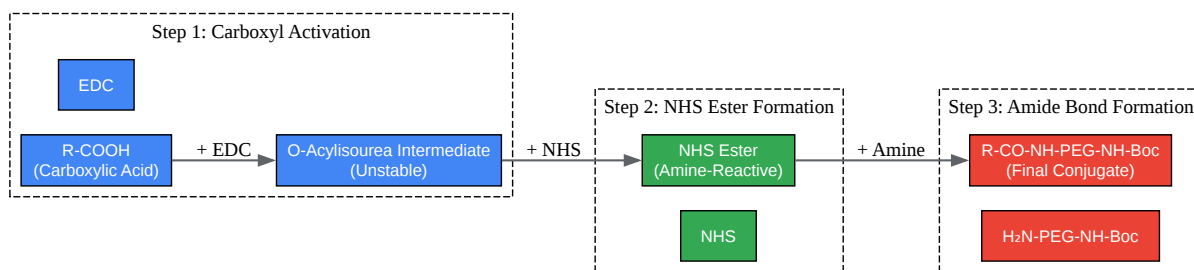 Step 1: Carboxyl Activation
EDC
R-COOH
(Carboxylic Acid)
+ EDC
O-Acylisourea Intermediate
(Unstable)
+ NHS
Step 2: NHS Ester Formation
NHS Ester
(Amine-Reactive)
NHS
+ Amine
Step 3: Amide Bond Formation
R-CO-NH-PEG-NH-Boc
(Final Conjugate)
H₂N-PEG-NH-Boc